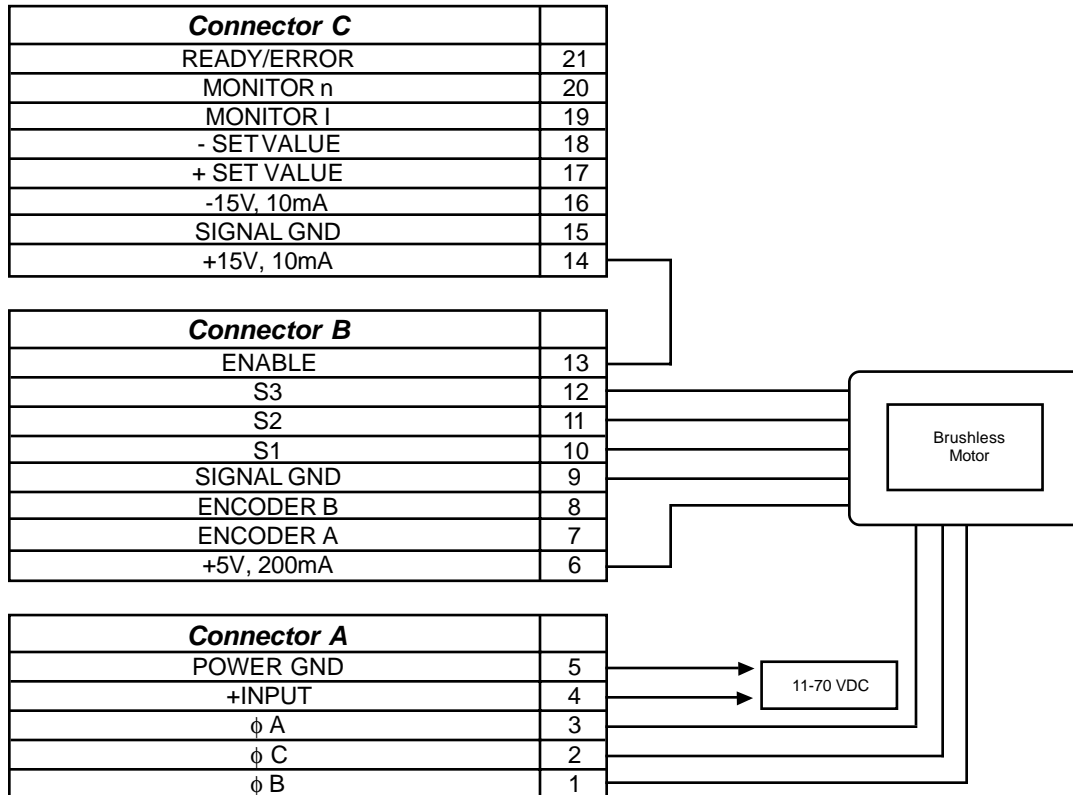 Connector C
READY/ERROR 21
MONITOR n 20
MONITOR I 19
- SET VALUE 18
+ SET VALUE 17
-15V, 10mA 16
SIGNAL GND 15
+15V, 10mA 14
Connector B
ENABLE 13
S3 12
S2 11
S1 10
SIGNAL GND 9
ENCODER B 8
ENCODER A 7
+5V, 200mA 6
Brushless
Motor
Connector A
POWER GND 5
+INPUT 4
ϕ A 3
ϕ C 2
ϕ B 1
11-70 VDC